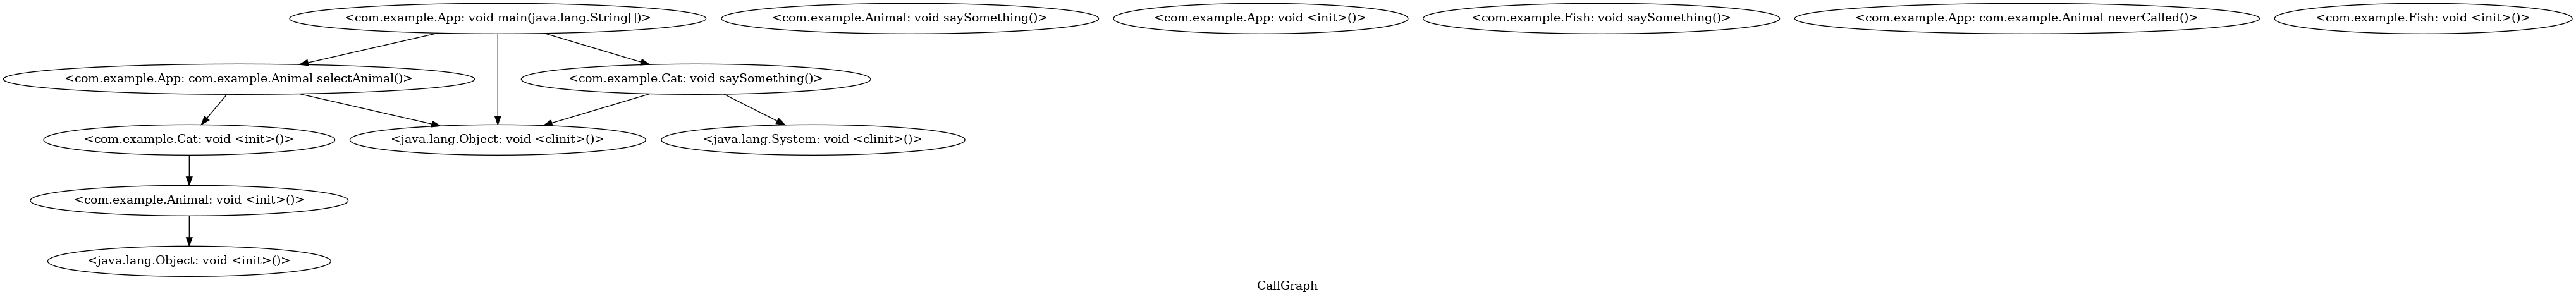 <com.example.App: void main(java.lang.String[])>
<com.example.Animal: void saySomething()>
<com.example.App: void <init>()>
<com.example.Fish: void saySomething()>
<com.example.App: com.example.Animal neverCalled()>
<com.example.Fish: void <init>()>
<com.example.App: com.example.Animal selectAnimal()>
<com.example.Cat: void saySomething()>
<com.example.Cat: void <init>()>
<java.lang.Object: void <clinit>()>
<java.lang.System: void <clinit>()>
<com.example.Animal: void <init>()>
<java.lang.Object: void <init>()>
CallGraph